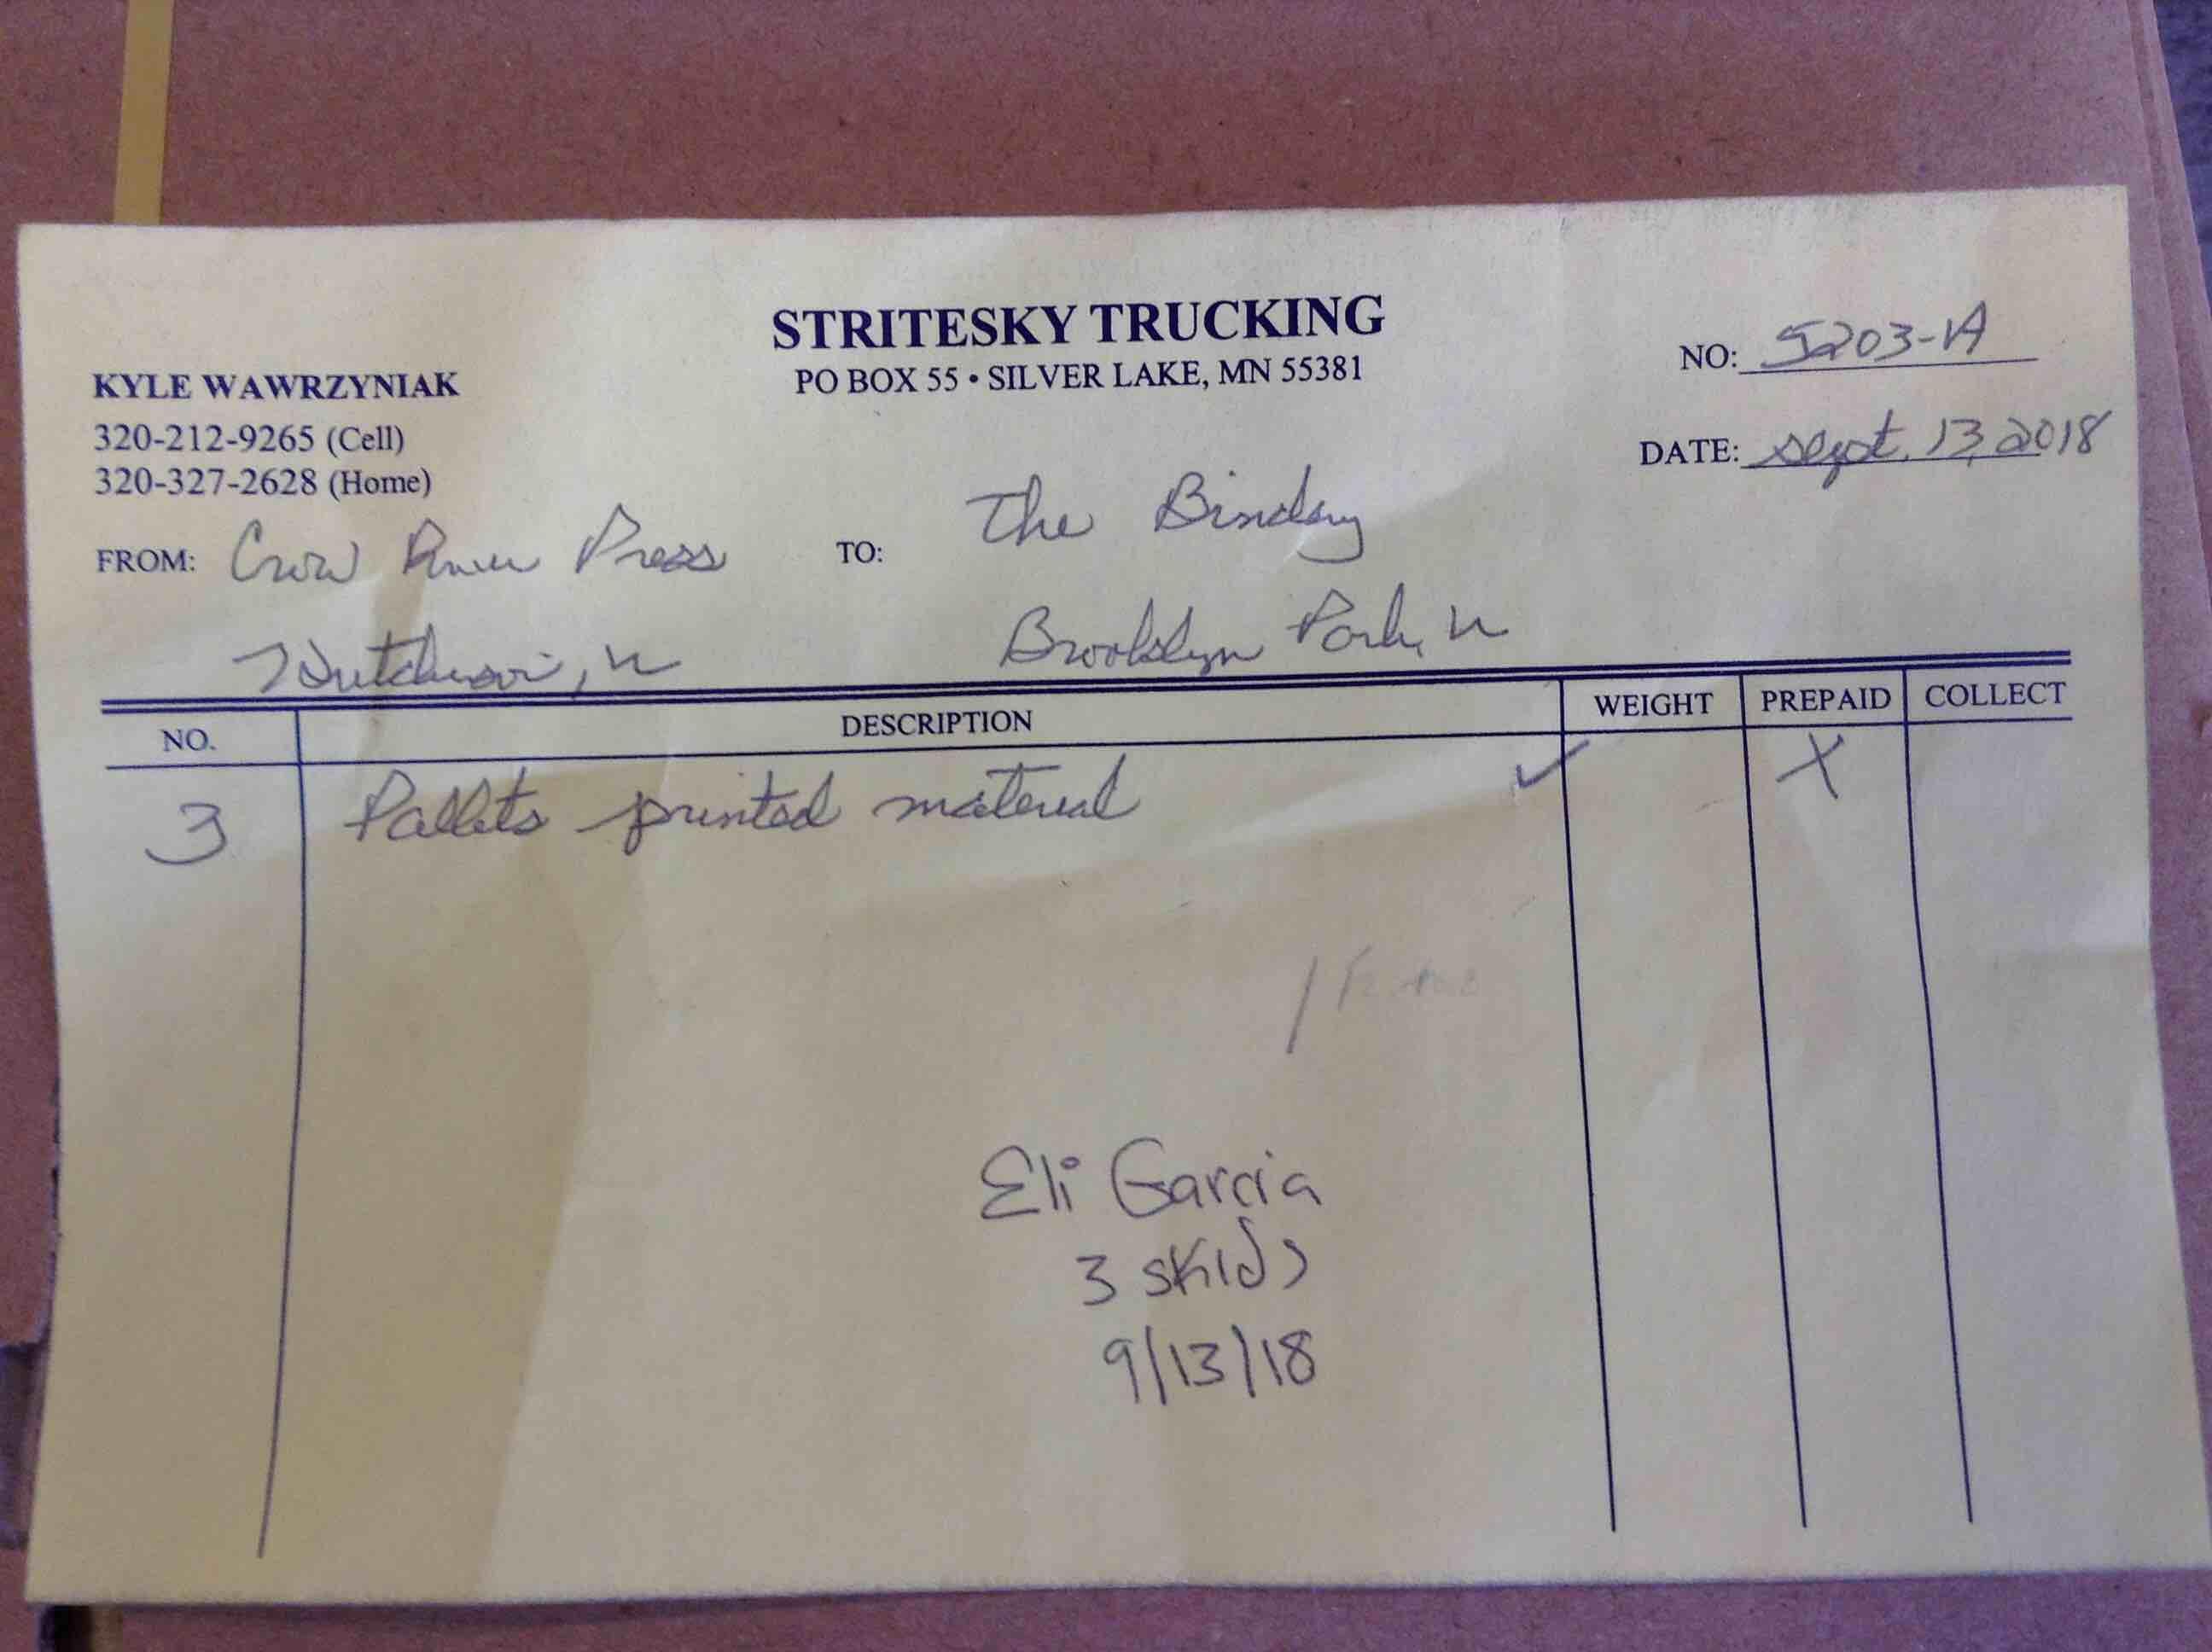 STRITESKY TRUCKING
PO BOX 55 • SILVER LAKE, MN 55381
KYLE WAWRZYNIAK
320-212-9265 (Cell)
320-327-2628 (Home)
NO: 5203-A
DATE: Sept. 13, 2018
FROM: Crow River Press
Hutchinson,
TO: The Bindery
Brooklyn Park,
NO. DESCRIPTION WEIGHT PREPAID COLLECT
3 Pallets printed material ✓ X
Eli Garcia
3 skids
9/13/18